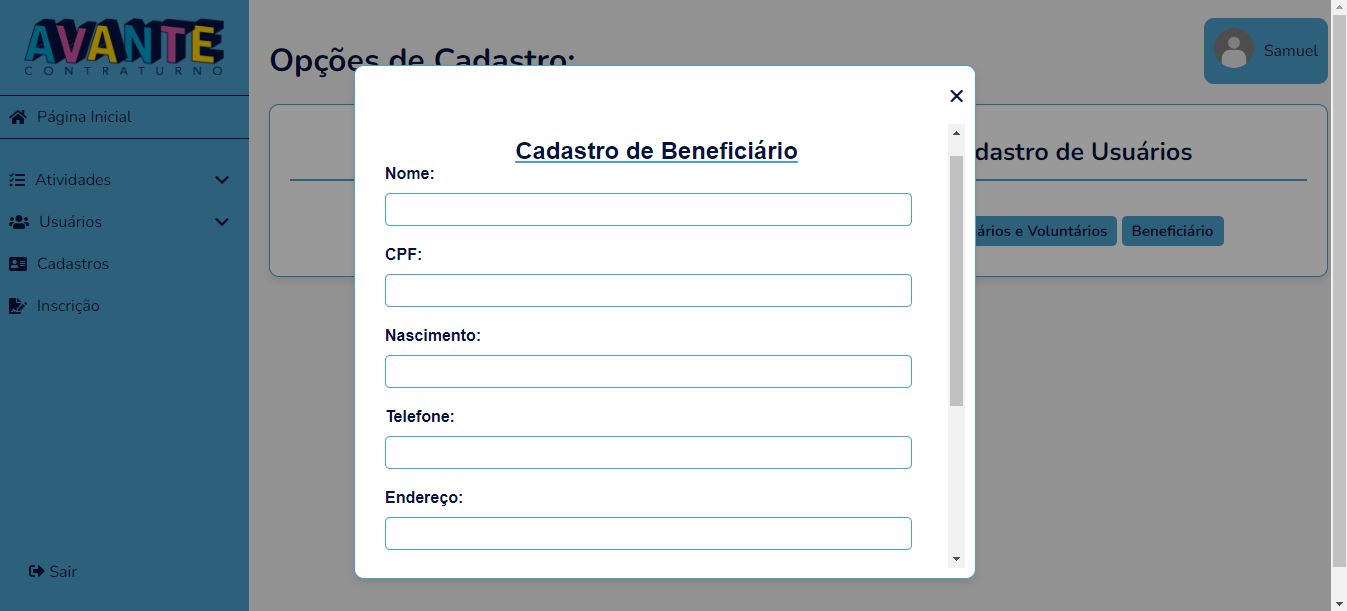 AVANTE
CONTRATURNO
Página Inicial
Atividades
Usuários
Cadastros
Inscrição
Sair
Opções de Cadastro:
Samuel
dastro de Usuários
ários e Voluntários
Beneficiário
Cadastro de Beneficiário
Nome:
CPF:
Nascimento:
Telefone:
Endereço: